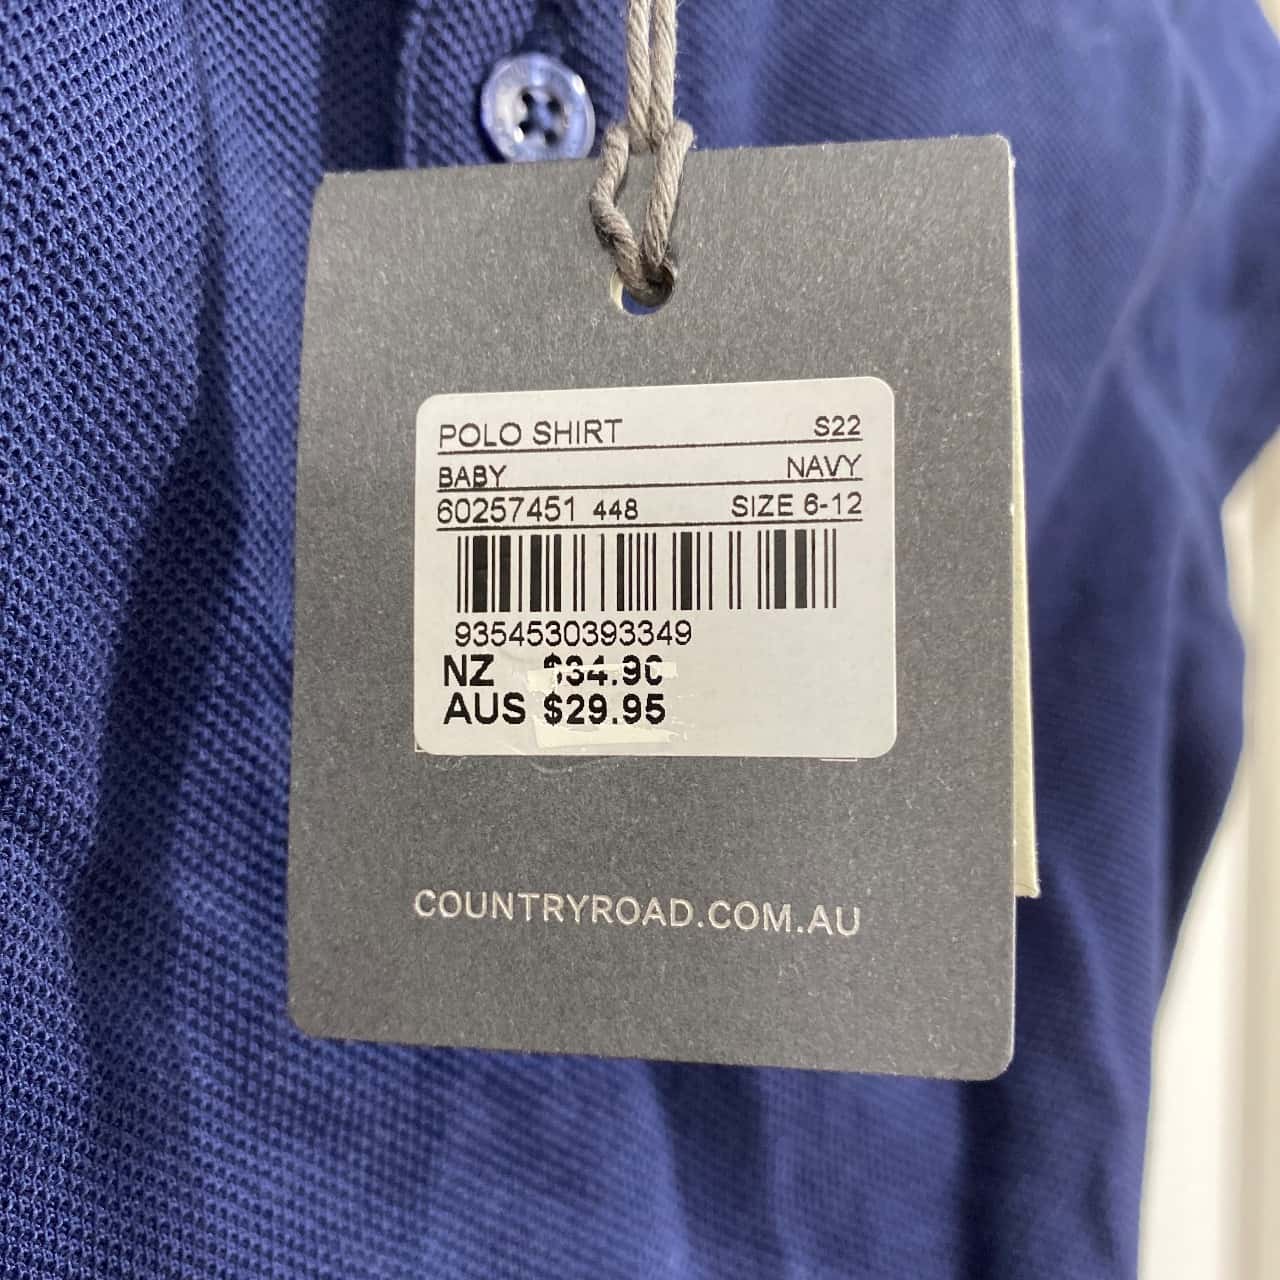 POLO SHIRT S22
BABY NAVY
60257451 448 SIZE 6-12
9354530393349
NZ $34.90
AUS $29.95
COUNTRYROAD.COM.AU